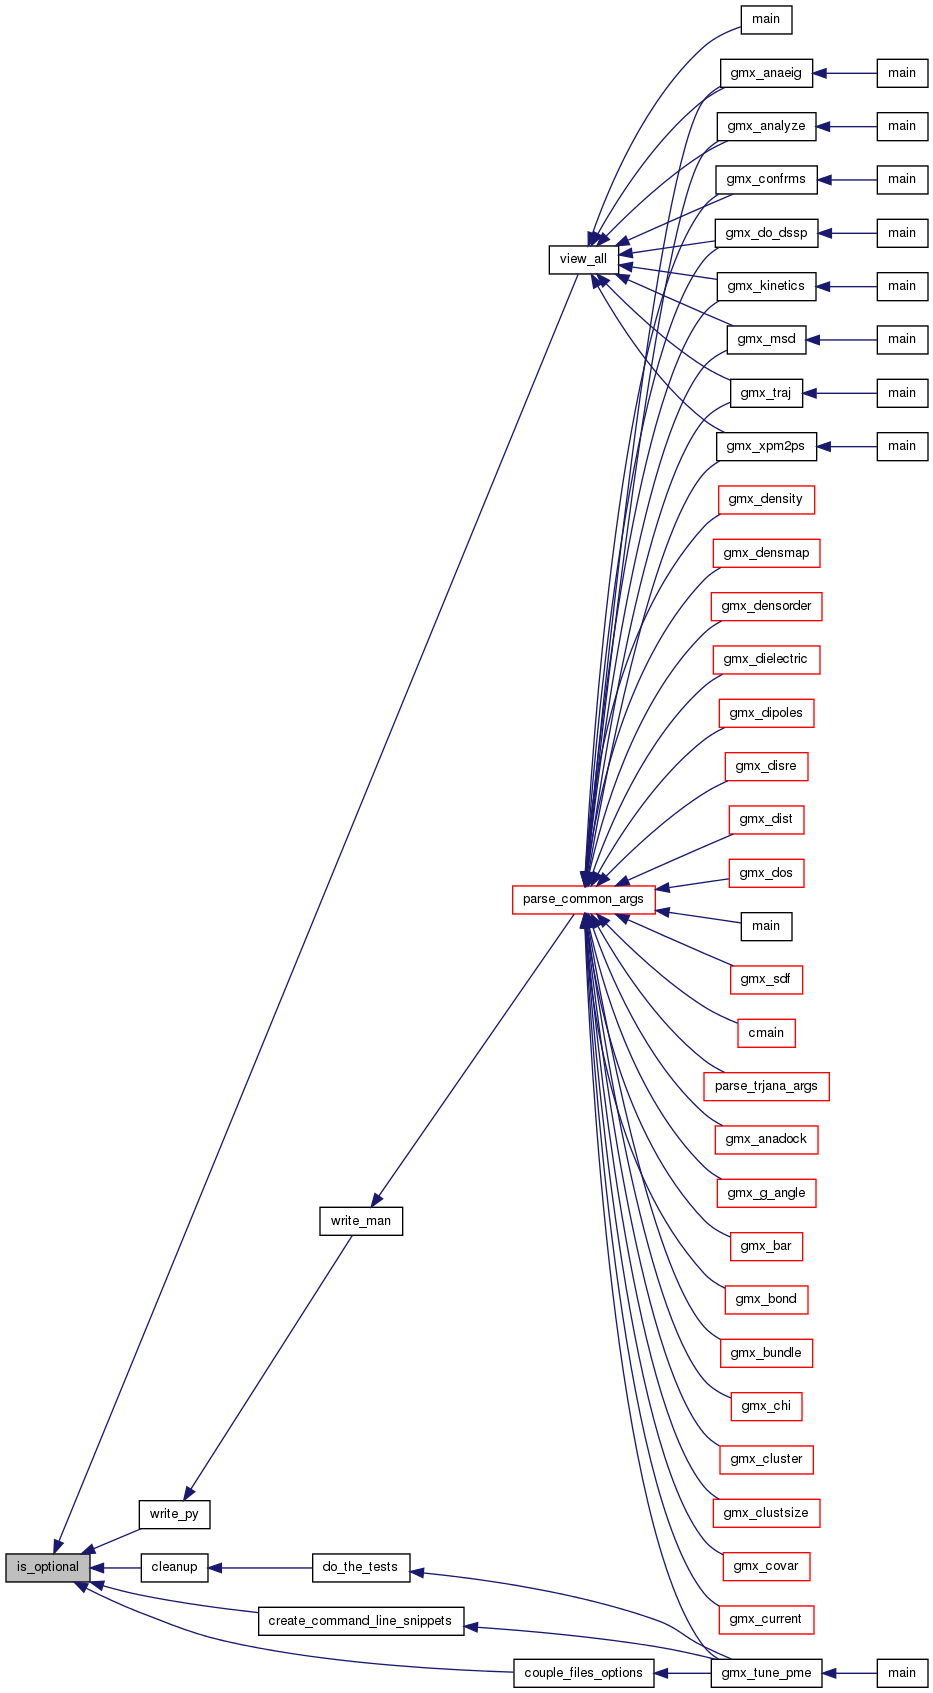 main
gmx_anaeig
main
gmx_analyze
main
gmx_confrms
main
gmx_do_dssp
main
view_all
gmx_kinetics
main
gmx_msd
main
gmx_traj
main
gmx_xpm2ps
main
gmx_density
gmx_densmap
gmx_densorder
gmx_dielectric
gmx_dipoles
gmx_disre
gmx_dist
gmx_dos
parse_common_args
main
gmx_sdf
cmain
parse_trjana_args
gmx_anadock
gmx_g_angle
write_man
gmx_bar
gmx_bond
gmx_bundle
gmx_chi
gmx_cluster
write_py
gmx_clustsize
is_optional
cleanup
do_the_tests
gmx_covar
create_command_line_snippets
gmx_current
couple_files_options
gmx_tune_pme
main